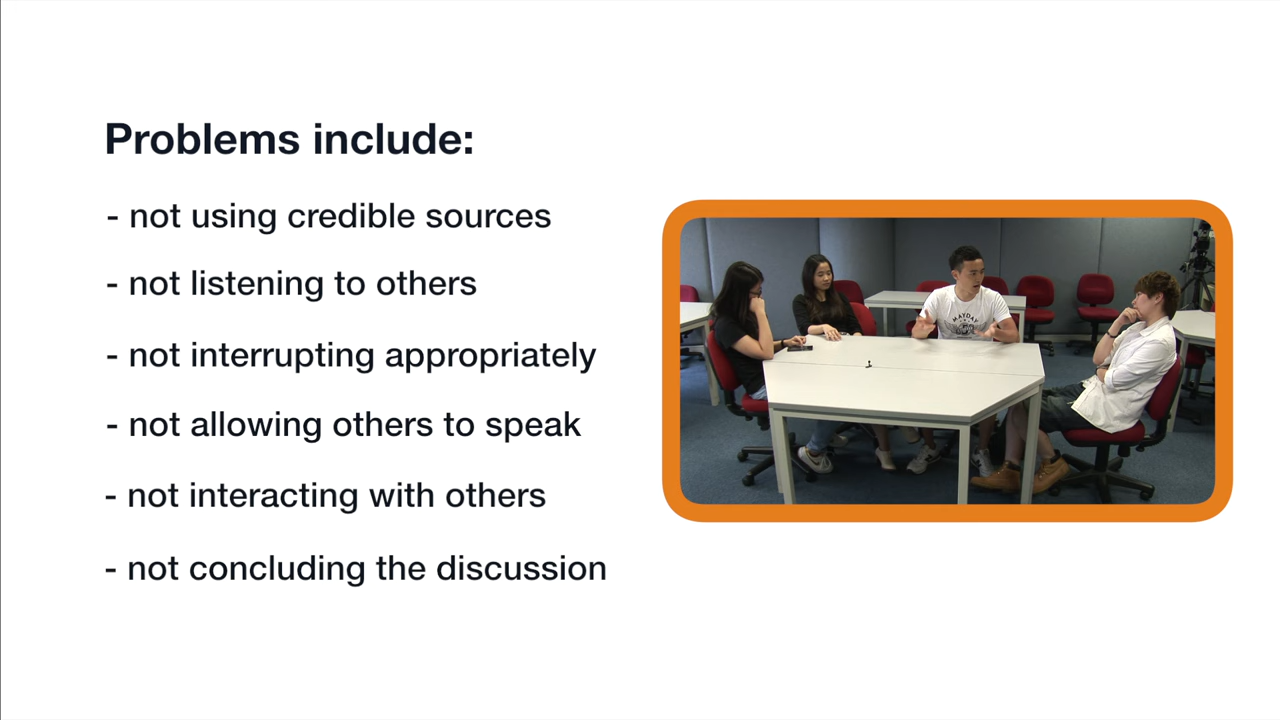 Problems include:
- not using credible sources
- not listening to others
- not interrupting appropriately
- not allowing others to speak
- not interacting with others
- not concluding the discussion
MAYDAY